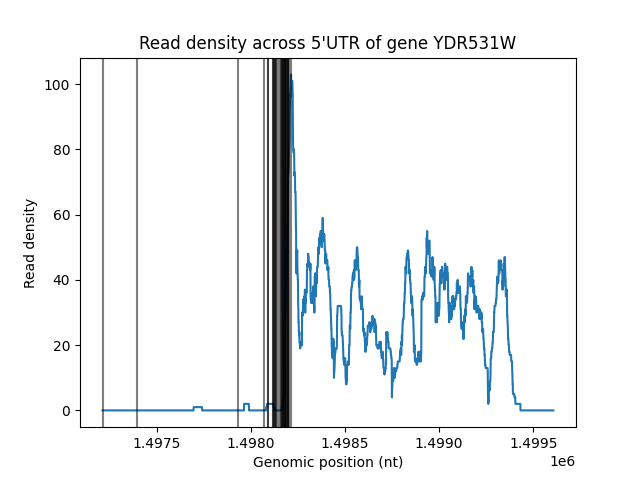 Read density across 5'UTR of gene YDR531W
Read density
100
80
60
40
20
0
1.4975
1.4980
1.4985
1.4990
1.4995
1e6
Genomic position (nt)